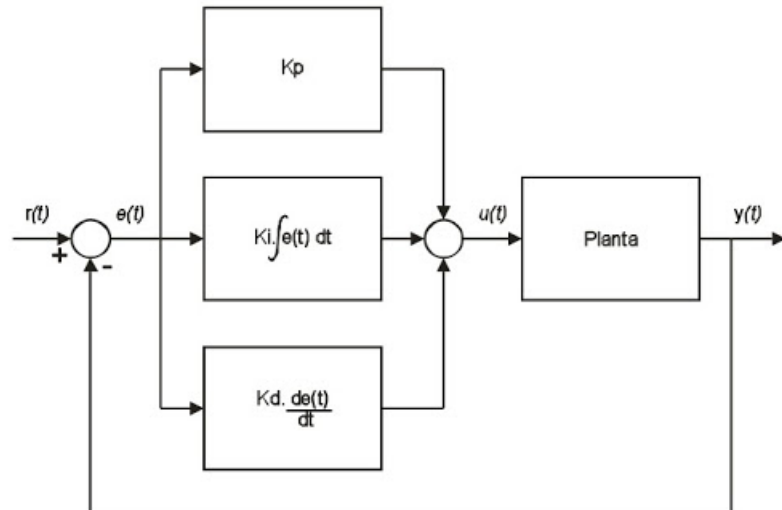 Kp
r(t)
e(t)
+
-
Ki.∫e(t) dt
u(t)
Planta
y(t)
Kd. de(t)
dt